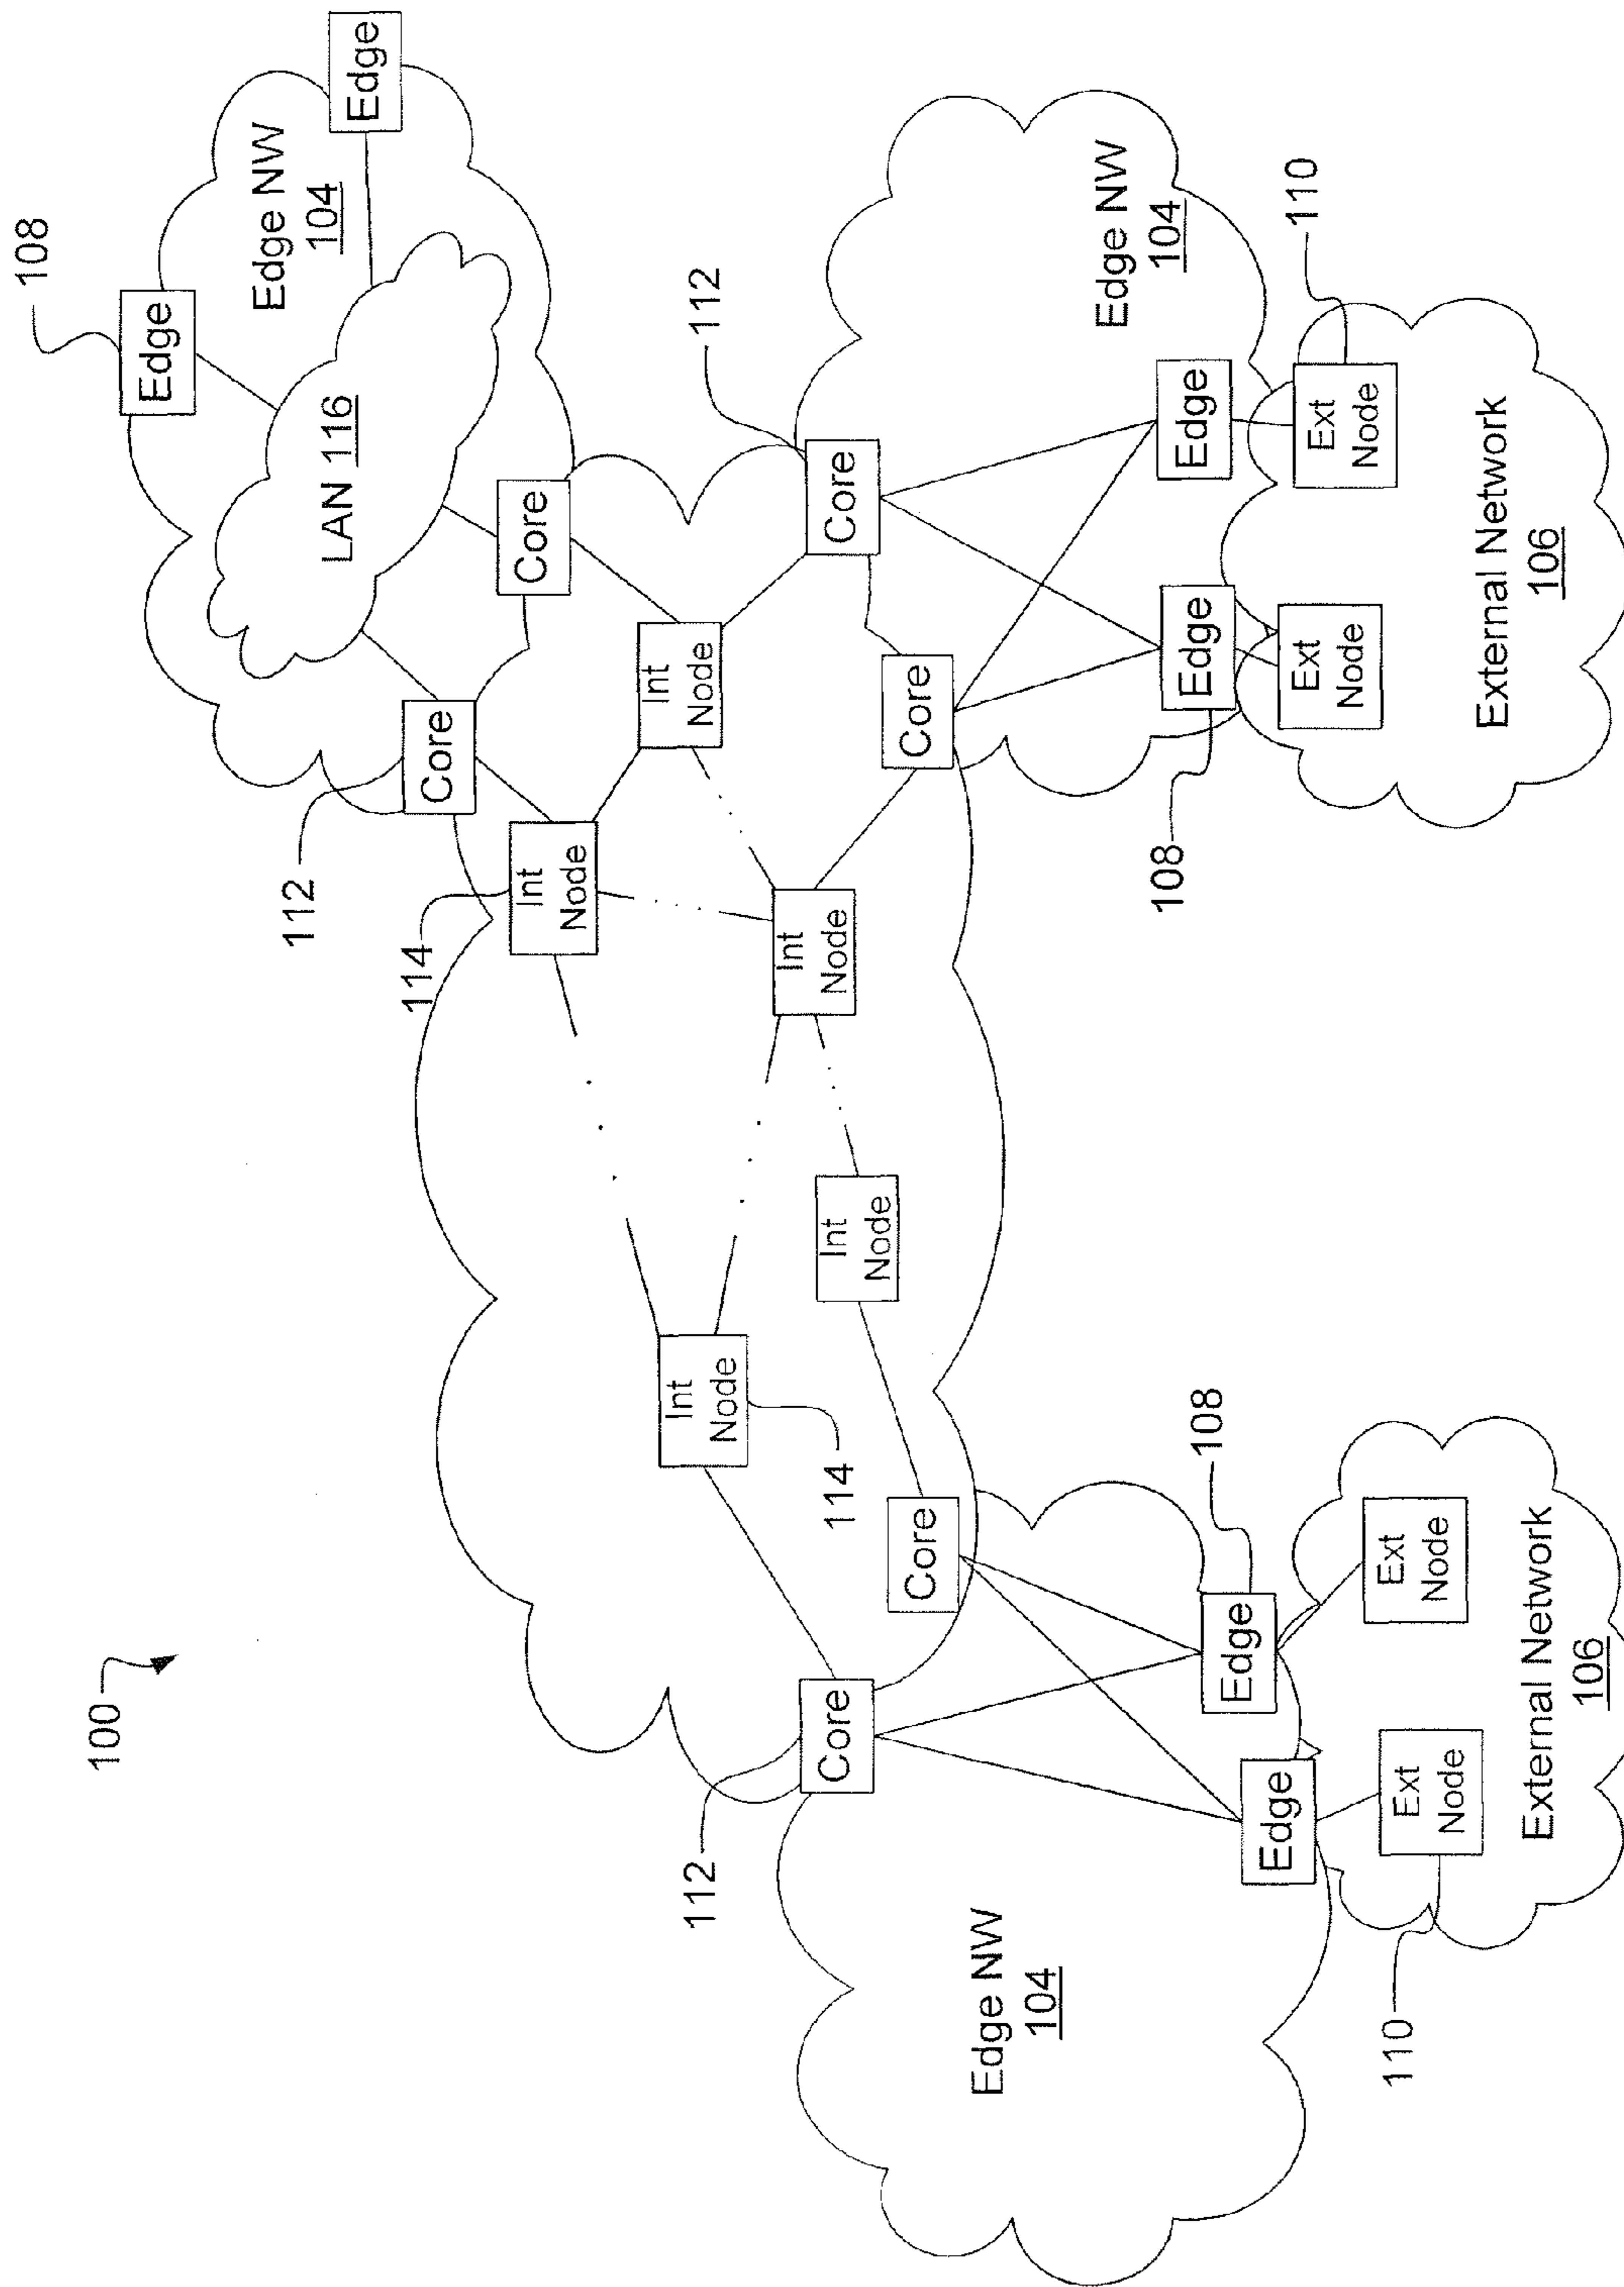 108
100
Edge
Edge NW
104
Edge
LAN 116
112
Core
114
Core
Int
Node
Int
Node
112
112
Int
Node
Core
Core
Int
Node
114
Int
Node
Core
Core
Edge NW
104
Edge NW
104
108
Edge
Edge
108
Edge
Edge
110
Ext
Node
Ext
Node
110
Ext
Node
Ext
Node
External Network
106
External Network
106